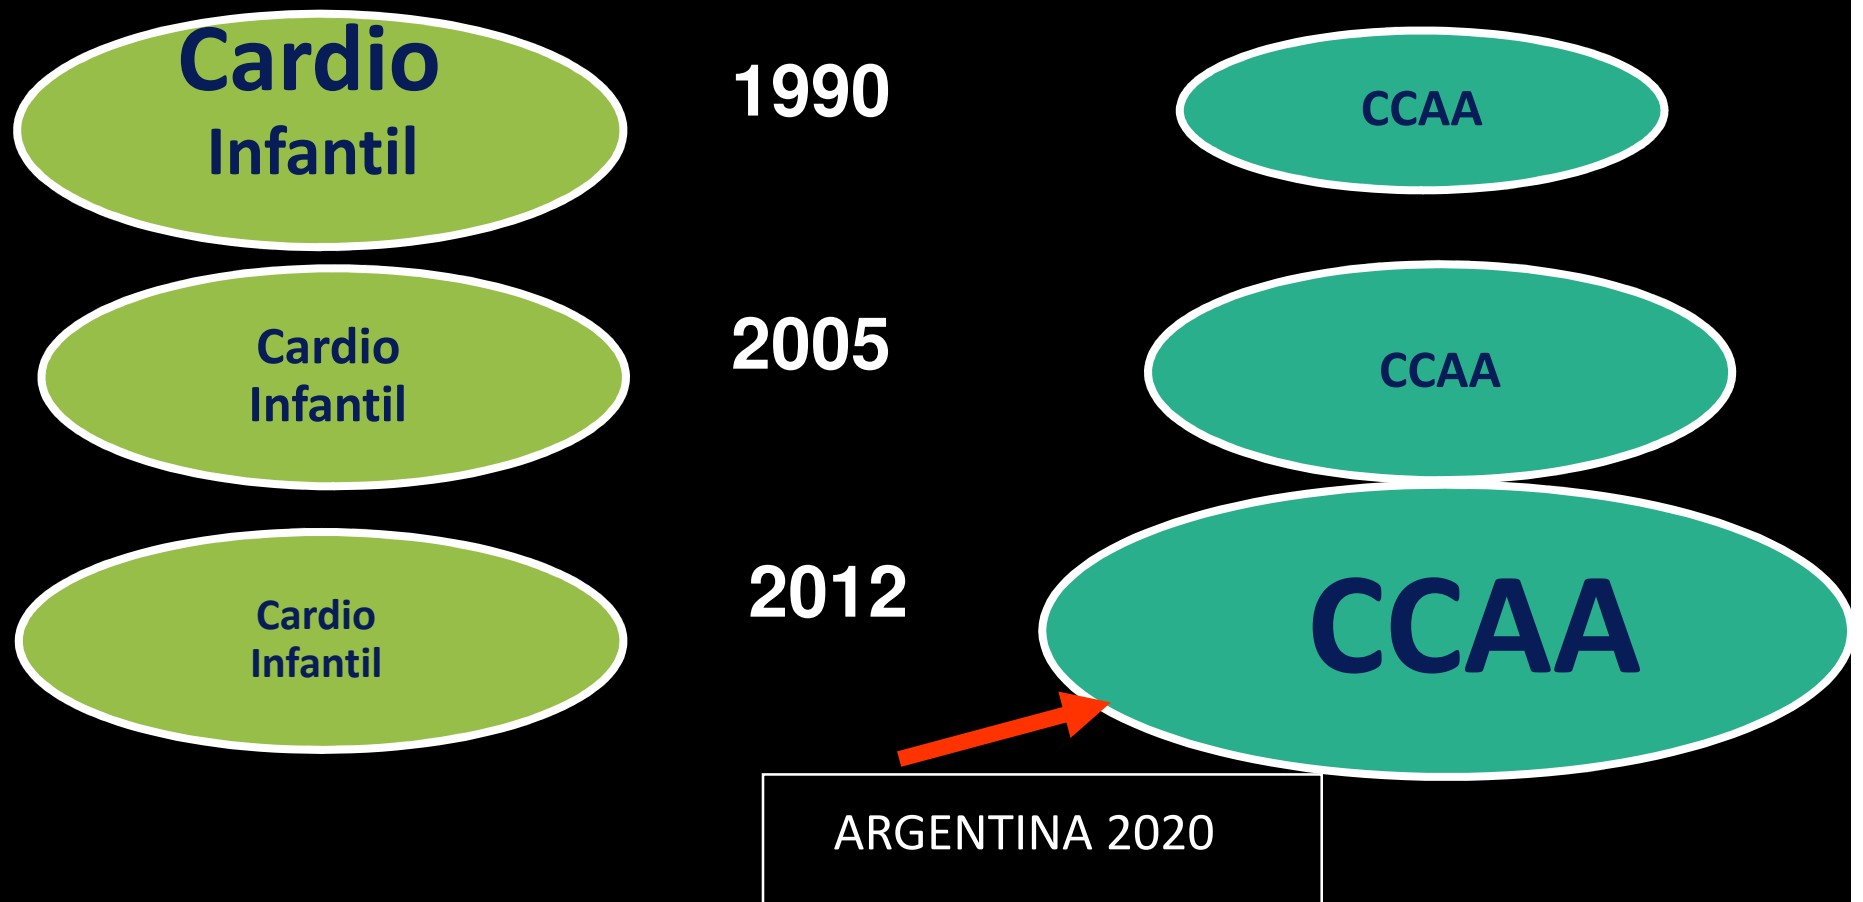 Cardio
Infantil
1990
CCAA
Cardio
Infantil
2005
CCAA
Cardio
Infantil
2012
CCAA
ARGENTINA 2020